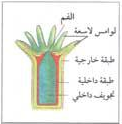 الفم
لوامس لاسعة
طبقة خارجية
طبقة داخلية
تجويف داخلي